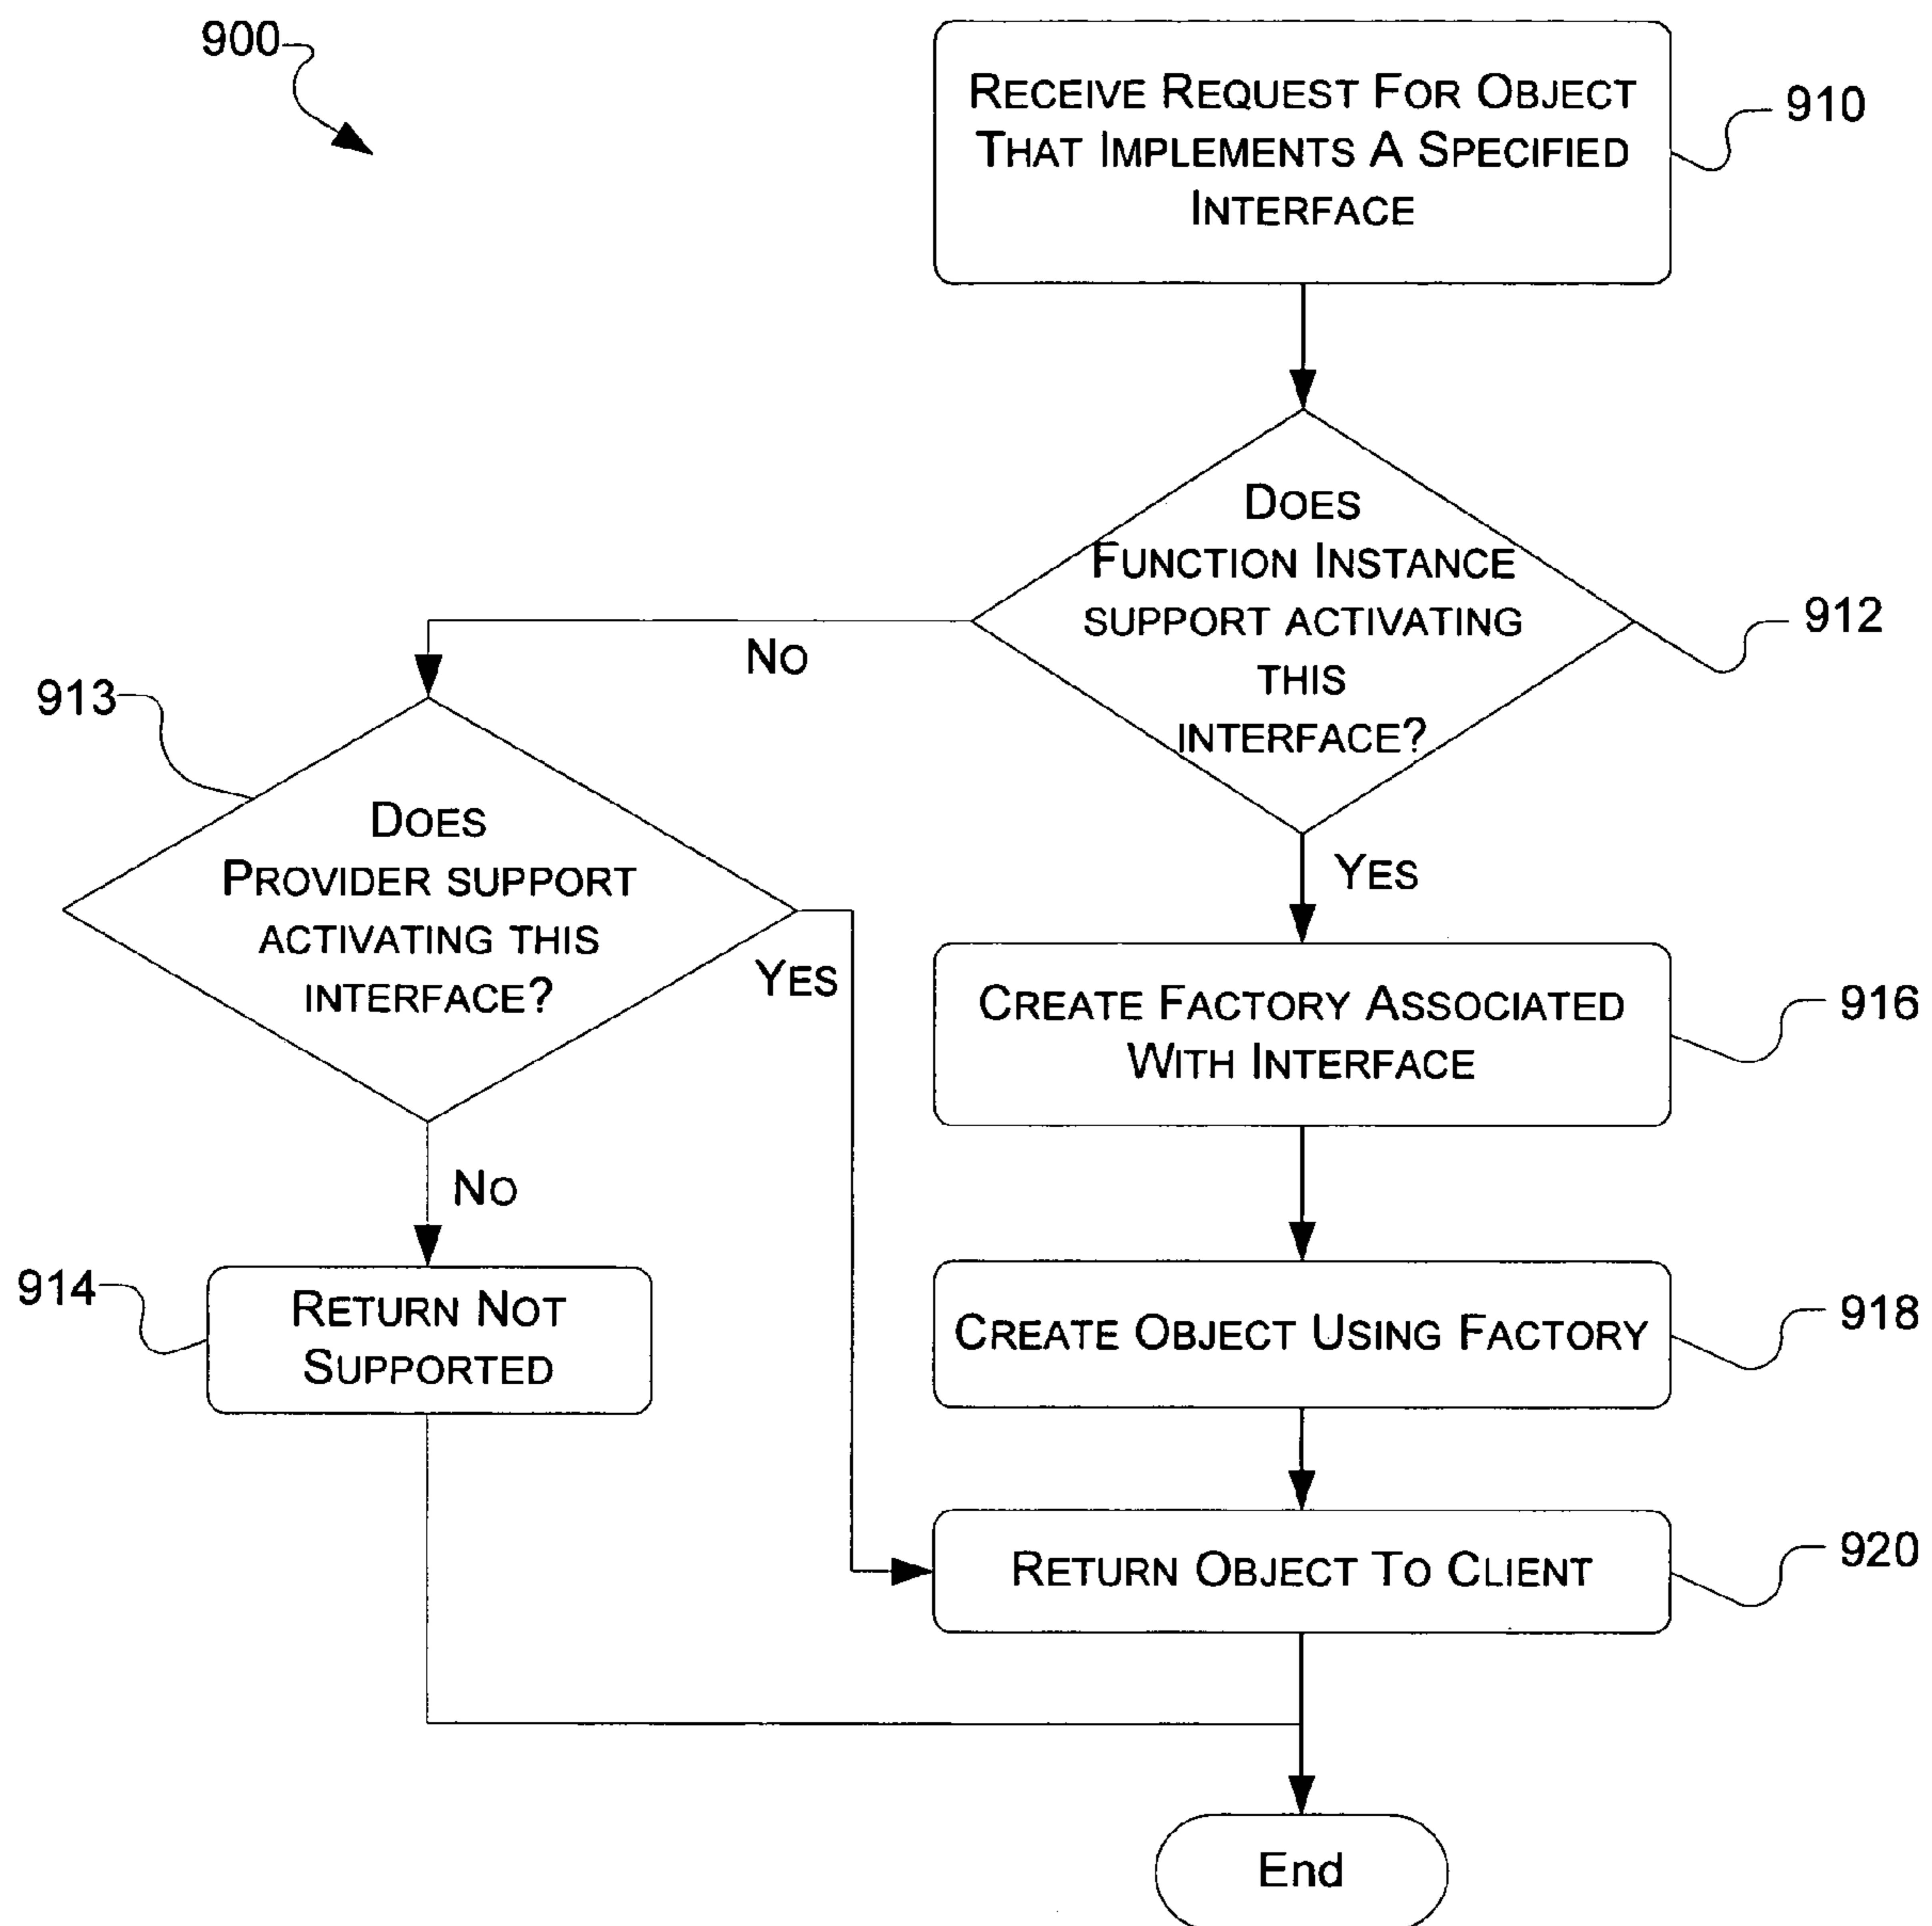 900
RECEIVE REQUEST FOR OBJECT
THAT IMPLEMENTS A SPECIFIED
INTERFACE
910
DOES
FUNCTION INSTANCE
SUPPORT ACTIVATING
THIS
INTERFACE?
912
NO
913
DOES
PROVIDER SUPPORT
ACTIVATING THIS
INTERFACE?
YES
YES
CREATE FACTORY ASSOCIATED
WITH INTERFACE
916
NO
914
RETURN NOT
SUPPORTED
CREATE OBJECT USING FACTORY
918
RETURN OBJECT TO CLIENT
920
End